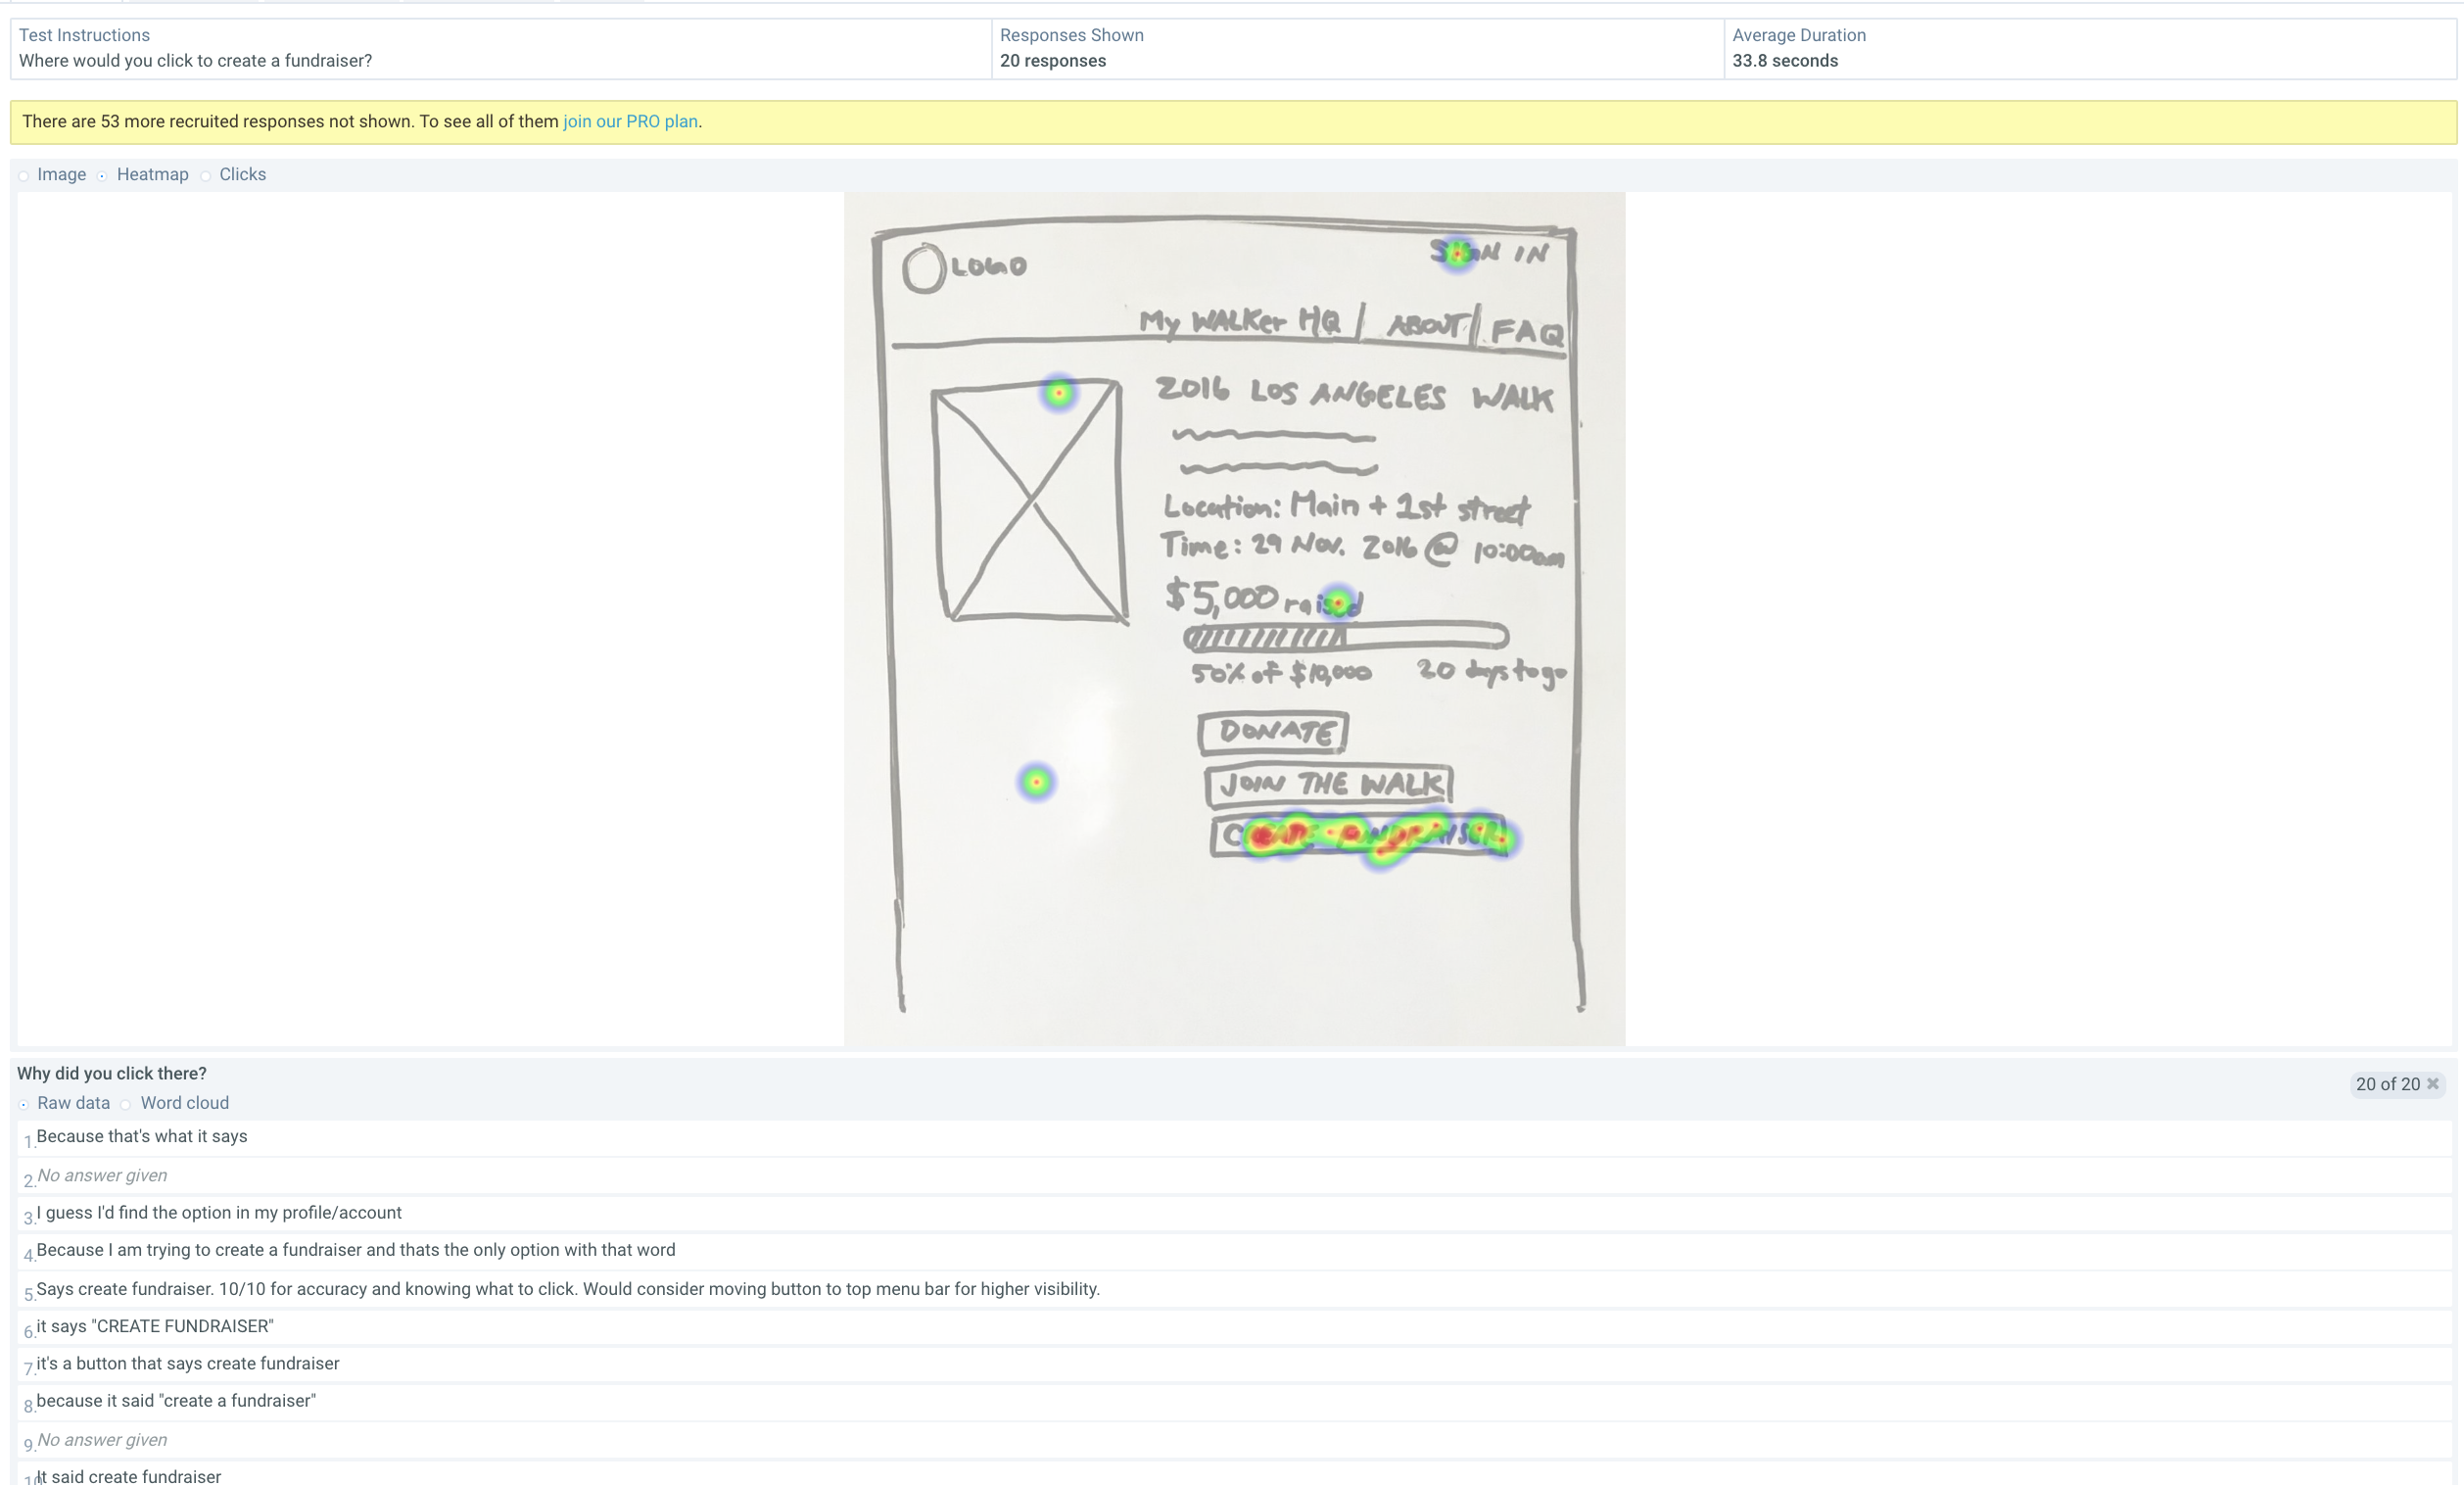 Test Instructions
Where would you click to create a fundraiser?
Responses Shown
20 responses
Average Duration
33.8 seconds
There are 53 more recruited responses not shown. To see all of them join our PRO plan.
Image Heatmap Clicks
LOGO
SIGN IN
My WALKer HQ | ABOUT | FAQ
2016 LOS ANGELES WALK
Location: Main + 1st street
Time: 29 Nov. 2016 @ 10:00am
$5,000 raised
50% of $10,000 20 days to go
DONATE
JOIN THE WALK
CREATE FUNDRAISER
Why did you click there?
20 of 20
Raw data Word cloud
1. Because that's what it says
2. No answer given
3. I guess I'd find the option in my profile/account
4. Because I am trying to create a fundraiser and thats the only option with that word
5. Says create fundraiser. 10/10 for accuracy and knowing what to click. Would consider moving button to top menu bar for higher visibility.
6. it says "CREATE FUNDRAISER"
7. it's a button that says create fundraiser
8. because it said "create a fundraiser"
9. No answer given
10. It said create fundraiser